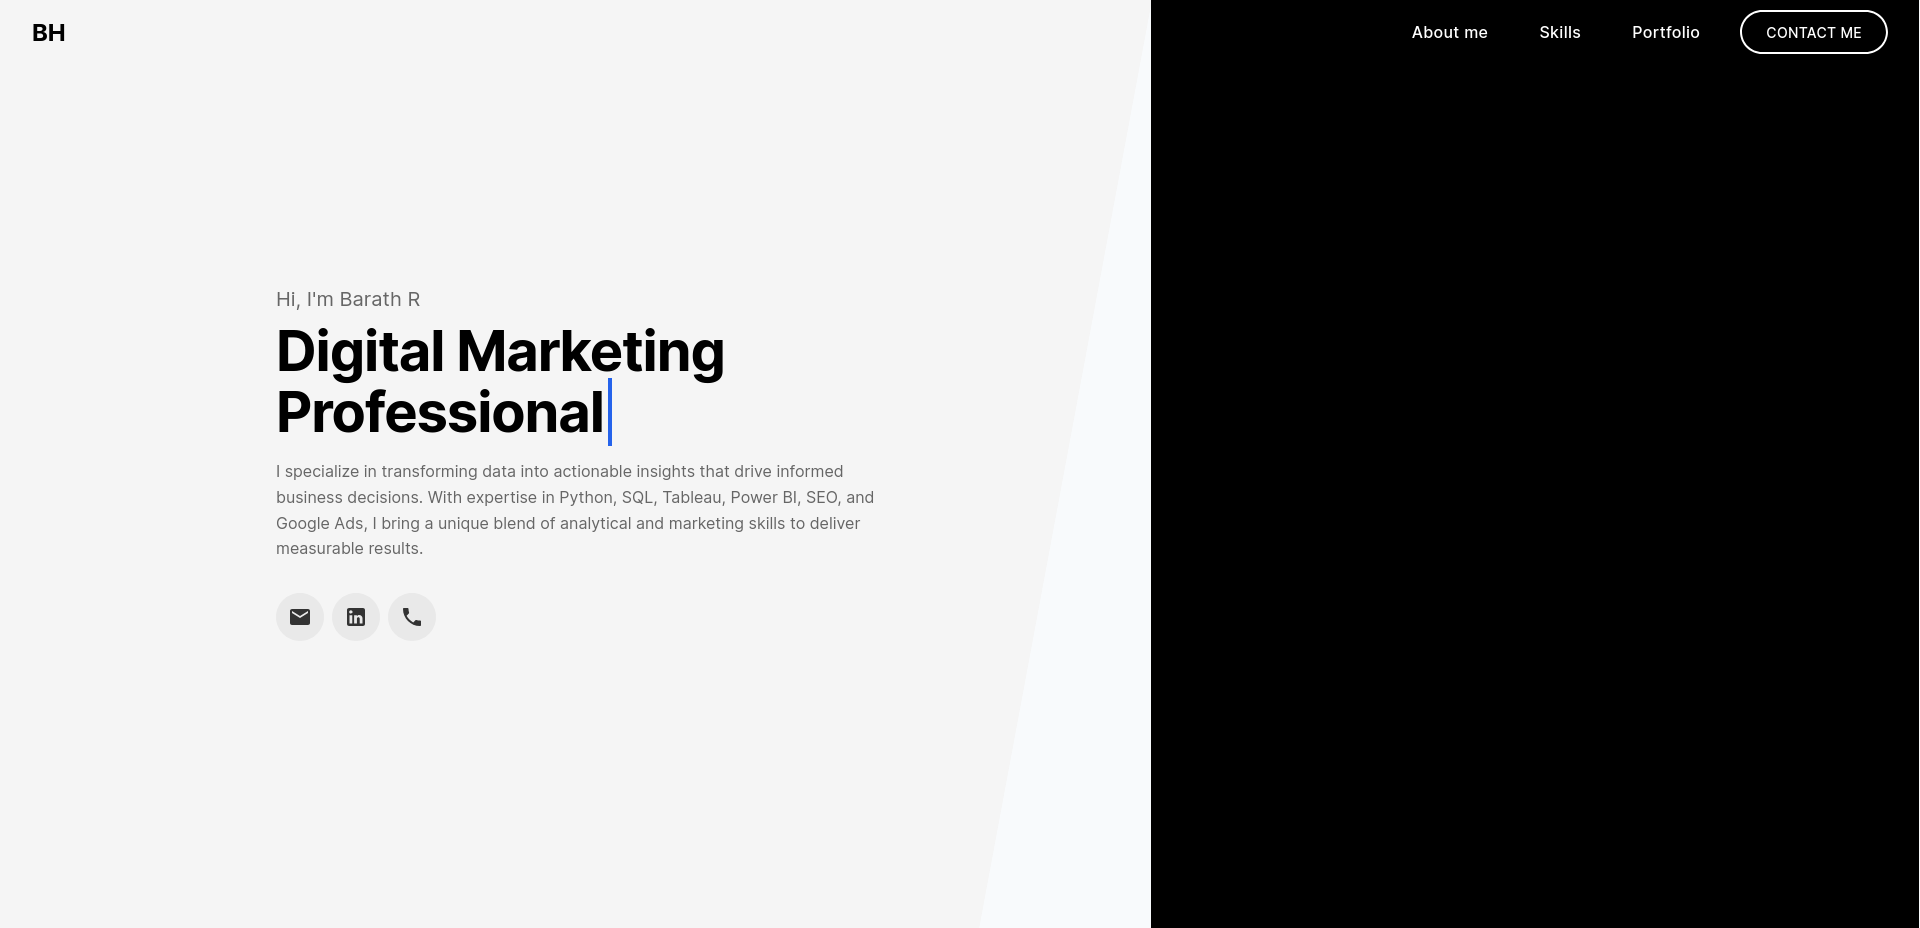 BH
About me
Skills
Portfolio
CONTACT ME
Hi, I'm Barath R
Digital Marketing
Professional
I specialize in transforming data into actionable insights that drive informed
business decisions. With expertise in Python, SQL, Tableau, Power BI, SEO, and
Google Ads, I bring a unique blend of analytical and marketing skills to deliver
measurable results.
in